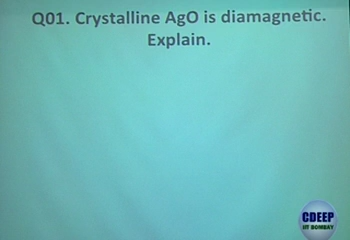 Q01. Crystalline AgO is diamagnetic.
Explain.
CDEEP
IIT BOMBAY